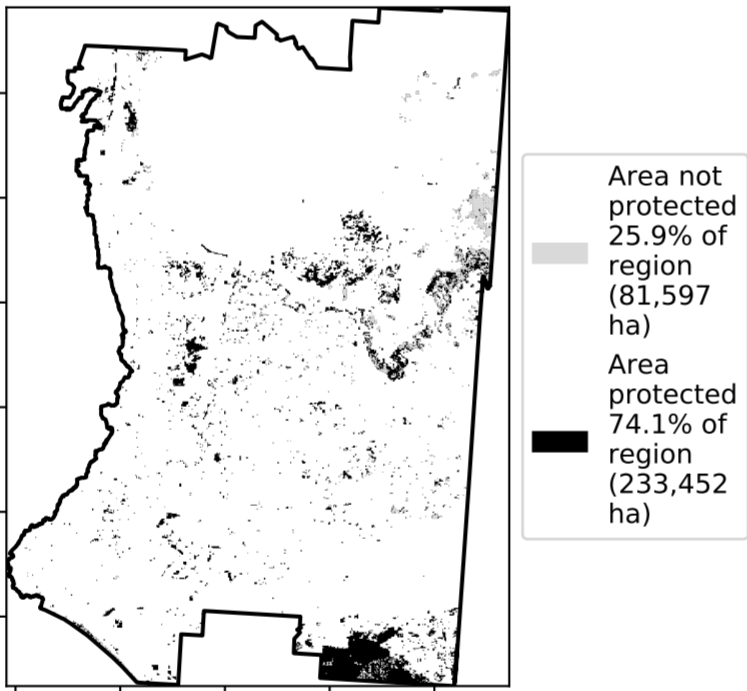 Area not
protected
25.9% of
region
(81,597
ha)
Area
protected
74.1% of
region
(233,452
ha)